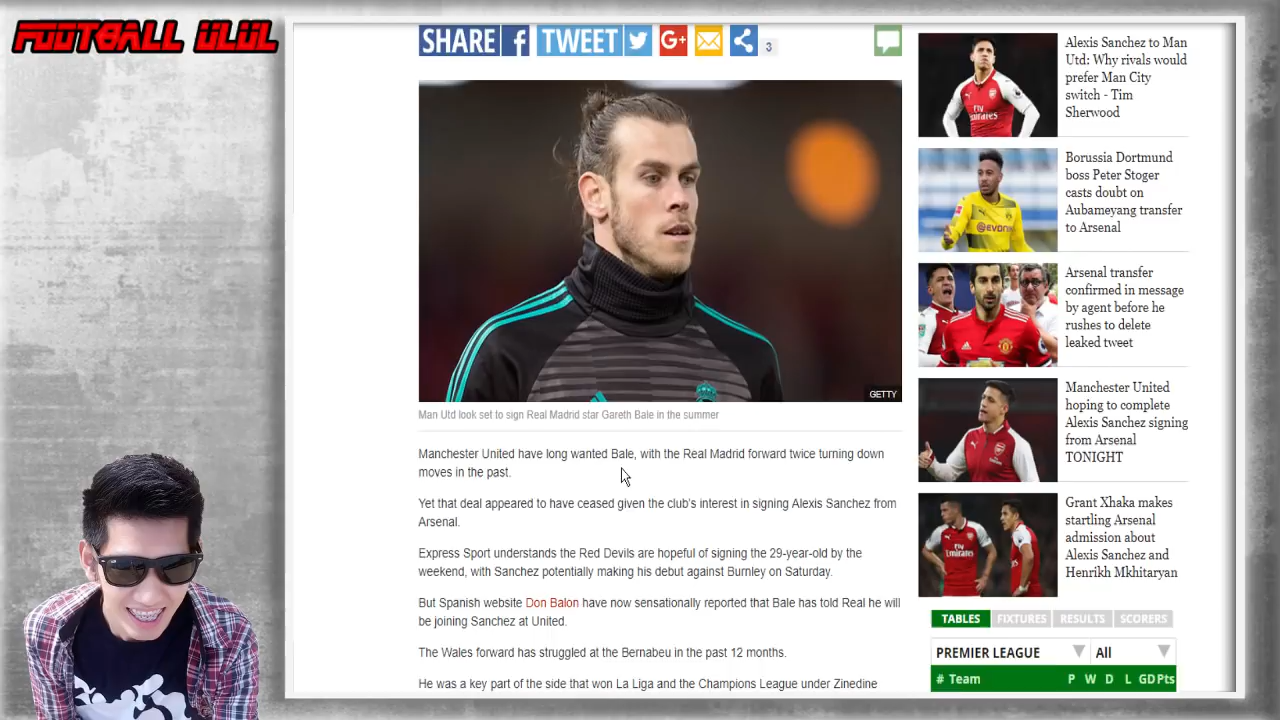 FOOTBALL ULUL
SHARE
TWEET
G+
3
GETTY
Man Utd look set to sign Real Madrid star Gareth Bale in the summer
Manchester United have long wanted Bale, with the Real Madrid forward twice turning down
moves in the past.
Yet that deal appeared to have ceased given the club's interest in signing Alexis Sanchez from
Arsenal.
Express Sport understands the Red Devils are hopeful of signing the 29-year-old by the
weekend, with Sanchez potentially making his debut against Burnley on Saturday.
But Spanish website Don Balon have now sensationally reported that Bale has told Real he will
be joining Sanchez at United.
The Wales forward has struggled at the Bernabeu in the past 12 months.
He was a key part of the side that won La Liga and the Champions League under Zinedine
Alexis Sanchez to Man
Utd: Why rivals would
prefer Man City
switch - Tim
Sherwood
Borussia Dortmund
boss Peter Stoger
casts doubt on
Aubameyang transfer
to Arsenal
Arsenal transfer
confirmed in message
by agent before he
rushes to delete
leaked tweet
Manchester United
hoping to complete
Alexis Sanchez signing
from Arsenal
TONIGHT
Grant Xhaka makes
startling Arsenal
admission about
Alexis Sanchez and
Henrikh Mkhitaryan
TABLES FIXTURES RESULTS SCORERS
PREMIER LEAGUE All
# Team P W D L GD Pts